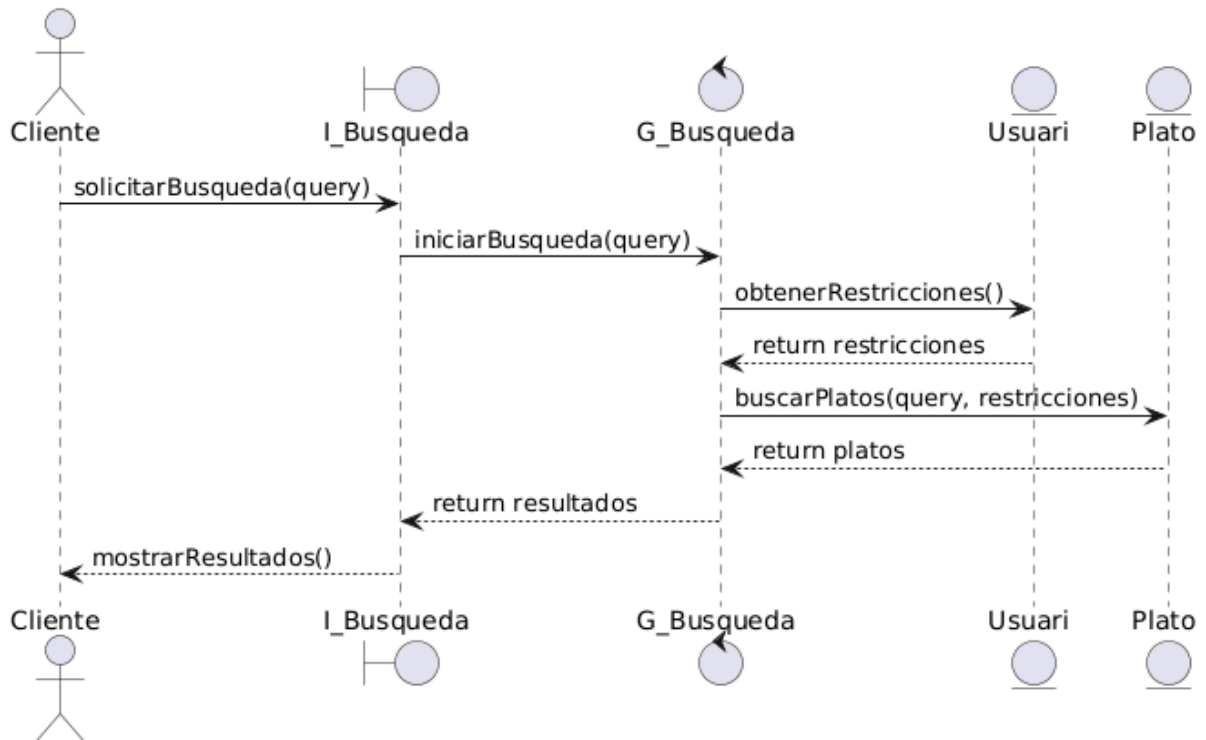 Cliente
I_Busqueda
G_Busqueda
Usuari
Plato
solicitarBusqueda(query)
iniciarBusqueda(query)
obtenerRestricciones()
return restricciones
buscarPlatos(query, restricciones)
return platos
return resultados
mostrarResultados()
Cliente
I_Busqueda
G_Busqueda
Usuari
Plato